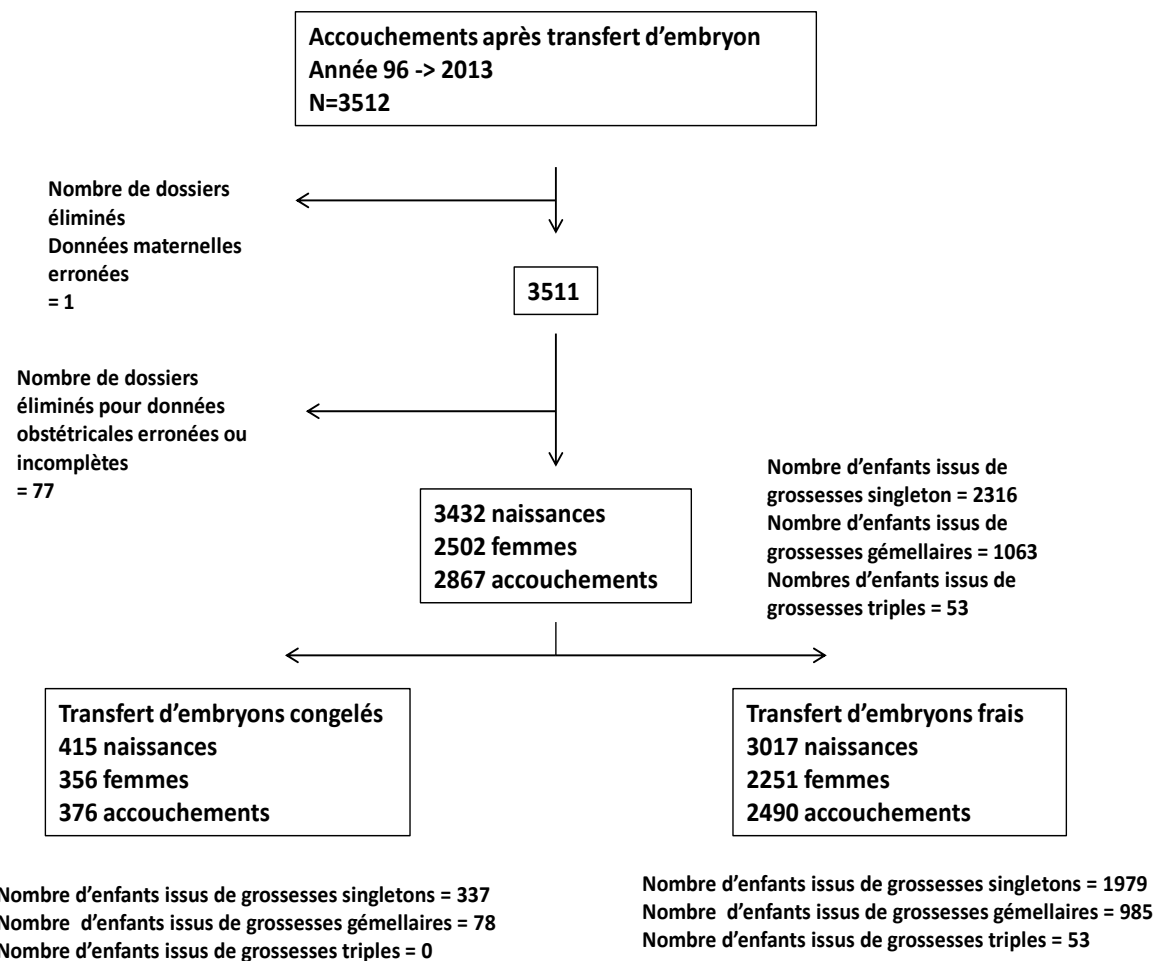 Accouchements après transfert d’embryon
Année 96 -> 2013
N=3512
Nombre de dossiers
éliminés
Données maternelles
erronées
= 1
3511
Nombre de dossiers
éliminés pour données
obstétricales erronées ou
incomplètes
= 77
3432 naissances
2502 femmes
2867 accouchements
Nombre d’enfants issus de
grossesses singleton = 2316
Nombre d’enfants issus de
grossesses gémellaires = 1063
Nombres d’enfants issus de
grossesses triples = 53
Transfert d’embryons congelés
415 naissances
356 femmes
376 accouchements
Transfert d’embryons frais
3017 naissances
2251 femmes
2490 accouchements
Nombre d’enfants issus de grossesses singletons = 337
Nombre d’enfants issus de grossesses gémellaires = 78
Nombre d’enfants issus de grossesses triples = 0
Nombre d’enfants issus de grossesses singletons = 1979
Nombre d’enfants issus de grossesses gémellaires = 985
Nombre d’enfants issus de grossesses triples = 53